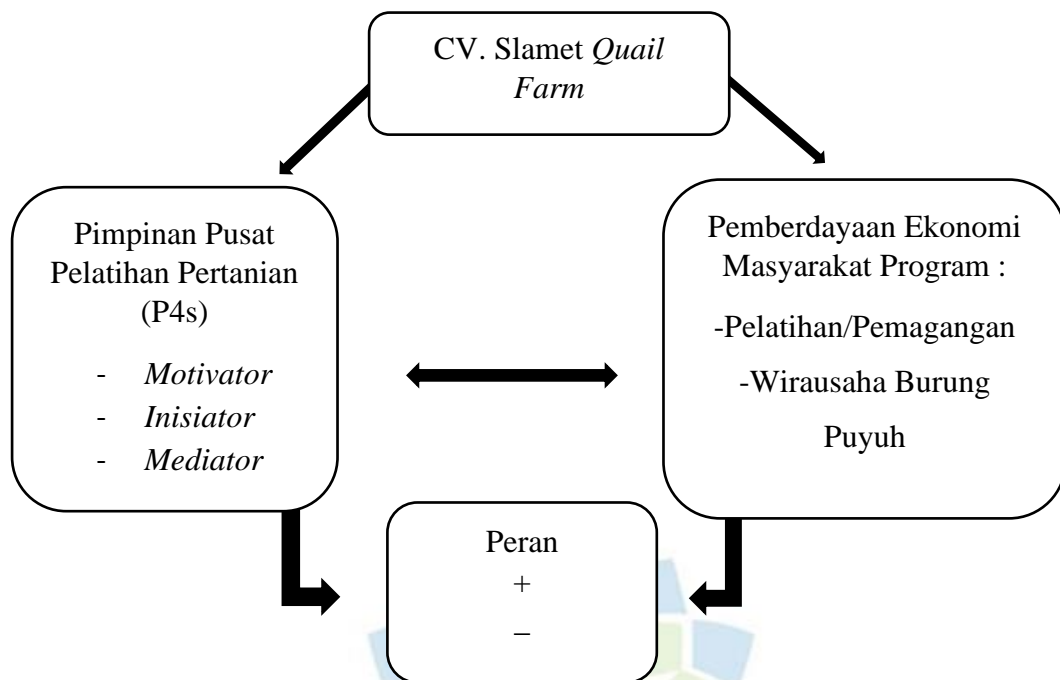 CV. Slamet Quail
Farm
Pimpinan Pusat
Pelatihan Pertanian
(P4s)
- Motivator
- Inisiator
- Mediator
Pemberdayaan Ekonomi
Masyarakat Program :
-Pelatihan/Pemagangan
-Wirausaha Burung
Puyuh
Peran
+
−